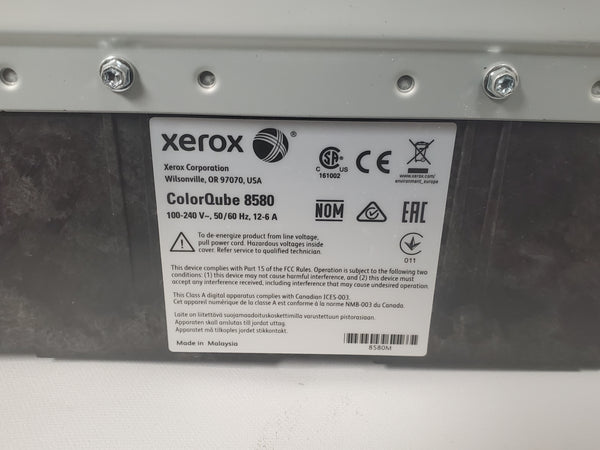 xerox ®
Xerox Corporation
Wilsonville, OR 97070, USA
ColorQube 8580
100-240 V~, 50/60 Hz, 12-6 A
CSA
C US
161002
CE
www.xerox.com/
environment_europe
NOM
EAC
011
To de-energize product from line voltage,
pull power cord. Hazardous voltages inside
cover. Refer service to qualified technician.
This device complies with Part 15 of the FCC Rules. Operation is subject to the following two
conditions: (1) this device may not cause harmful interference, and (2) this device must
accept any interference received, including interference that may cause undesired operation.
This Class A digital apparatus complies with Canadian ICES-003.
Cet appareil numérique de la classe A est conforme à la norme NMB-003 du Canada.
Laite on liitettävä suojamaadoituskoskettimilla varustettuun pistorasiaan.
Apparaten skall anslutas till jordat uttag.
Apparatet må tilkoples jordet stikkontakt.
Made in Malaysia
8580M